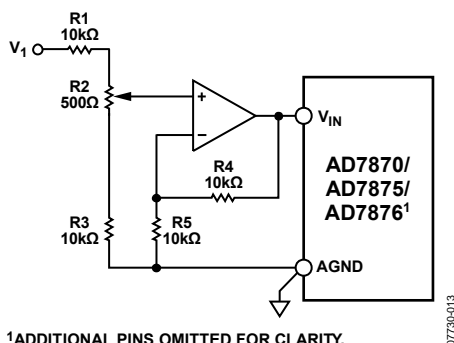 R1
10kΩ
V1
R2
500Ω
+
−
VIN
R4
10kΩ
AD7870/
AD7875/
AD7876¹
R3
10kΩ
R5
10kΩ
AGND
¹ADDITIONAL PINS OMITTED FOR CLARITY.
07730-013